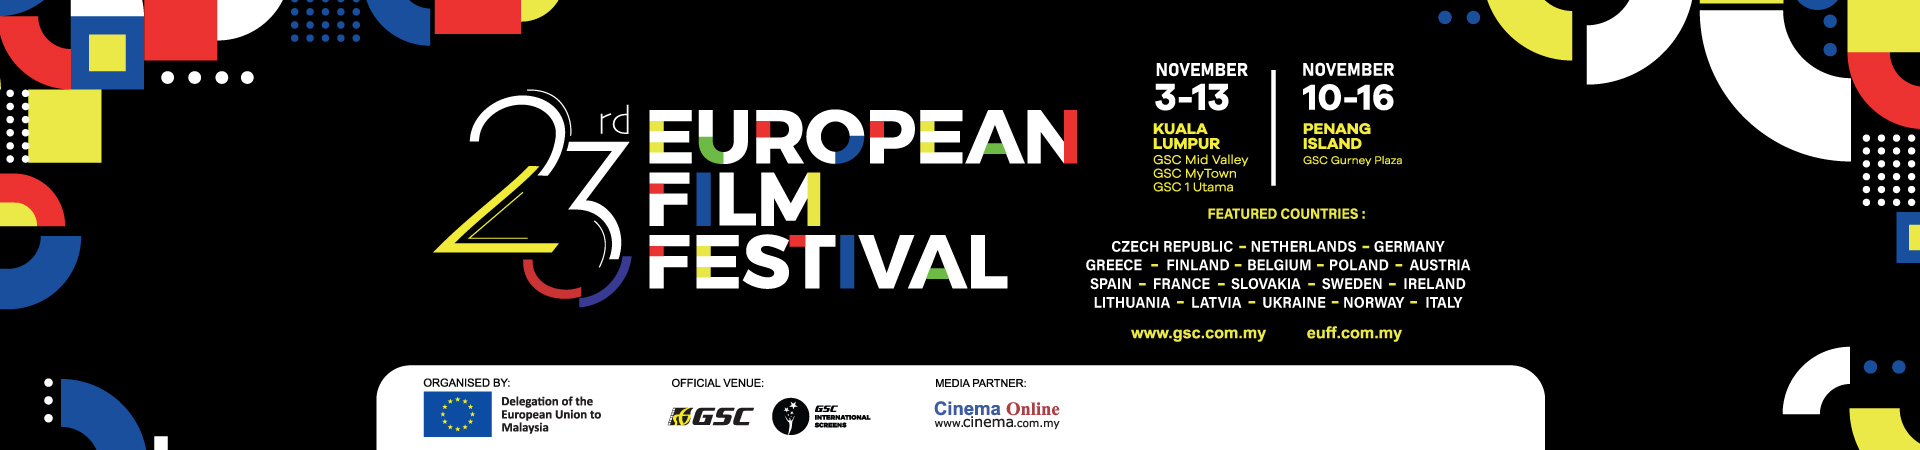 23rd
EUROPEAN
FILM
FESTIVAL
NOVEMBER
3-13
KUALA
LUMPUR
GSC Mid Valley
GSC MyTown
GSC 1 Utama
NOVEMBER
10-16
PENANG
ISLAND
GSC Gurney Plaza
FEATURED COUNTRIES :
CZECH REPUBLIC – NETHERLANDS – GERMANY
GREECE – FINLAND – BELGIUM – POLAND – AUSTRIA
SPAIN – FRANCE – SLOVAKIA – SWEDEN – IRELAND
LITHUANIA – LATVIA – UKRAINE – NORWAY – ITALY
www.gsc.com.my euff.com.my
ORGANISED BY:
Delegation of the
European Union to
Malaysia
OFFICIAL VENUE:
GSC
GSC
INTERNATIONAL
SCREENS
MEDIA PARTNER:
Cinema Online
www.cinema.com.my